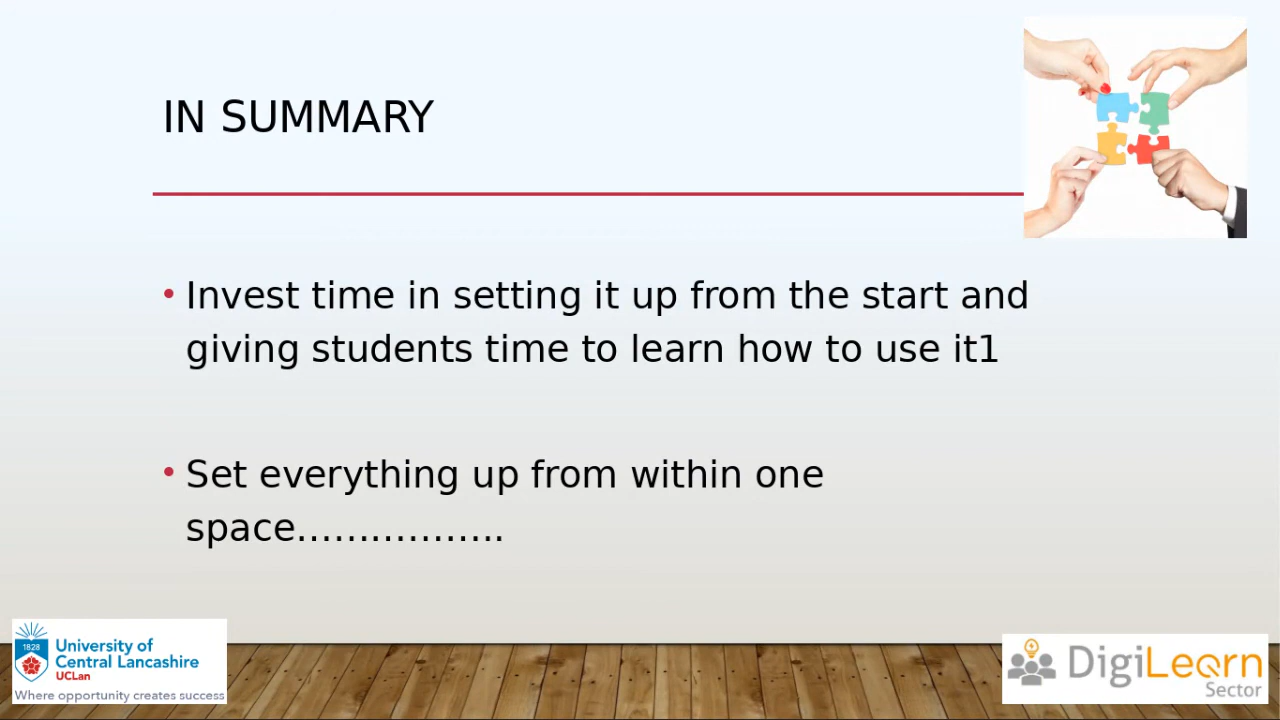 IN SUMMARY
• Invest time in setting it up from the start and
giving students time to learn how to use it1
• Set everything up from within one
space……………..
1828
University of
Central Lancashire
UCLan
Where opportunity creates success
DigiLearn
Sector